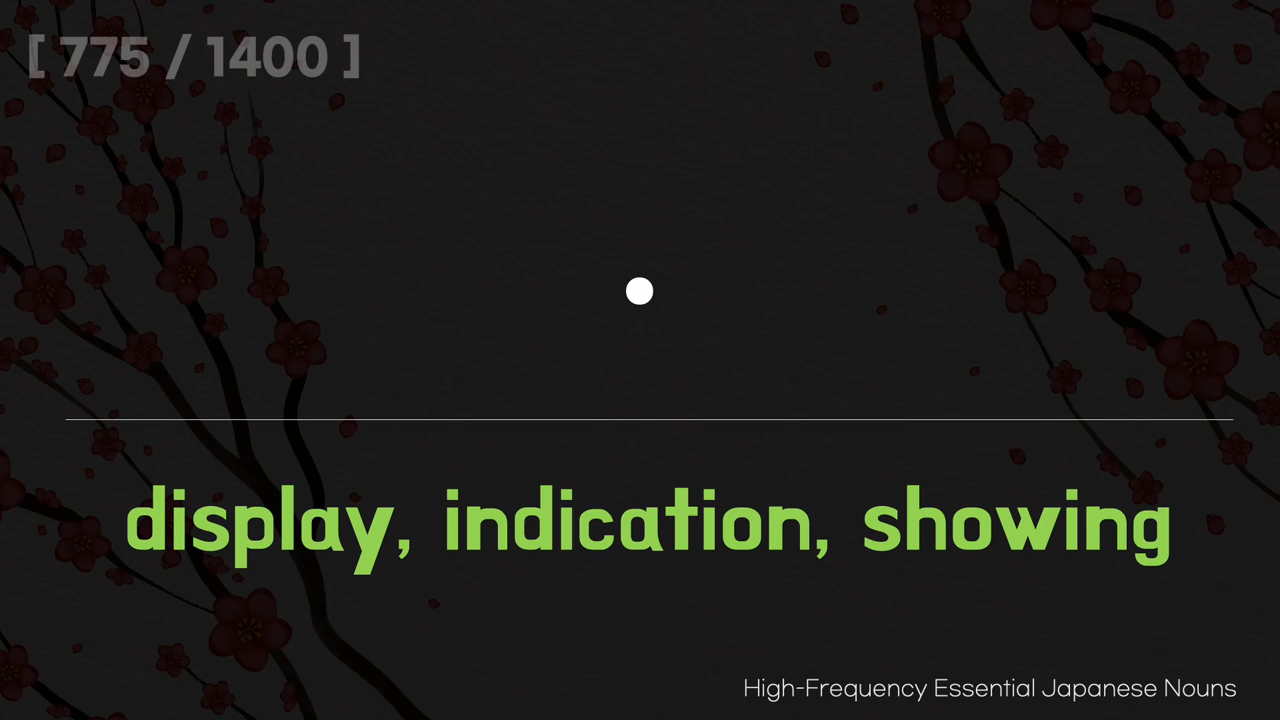 [ 775 / 1400 ]
display, indication, showing
High-Frequency Essential Japanese Nouns